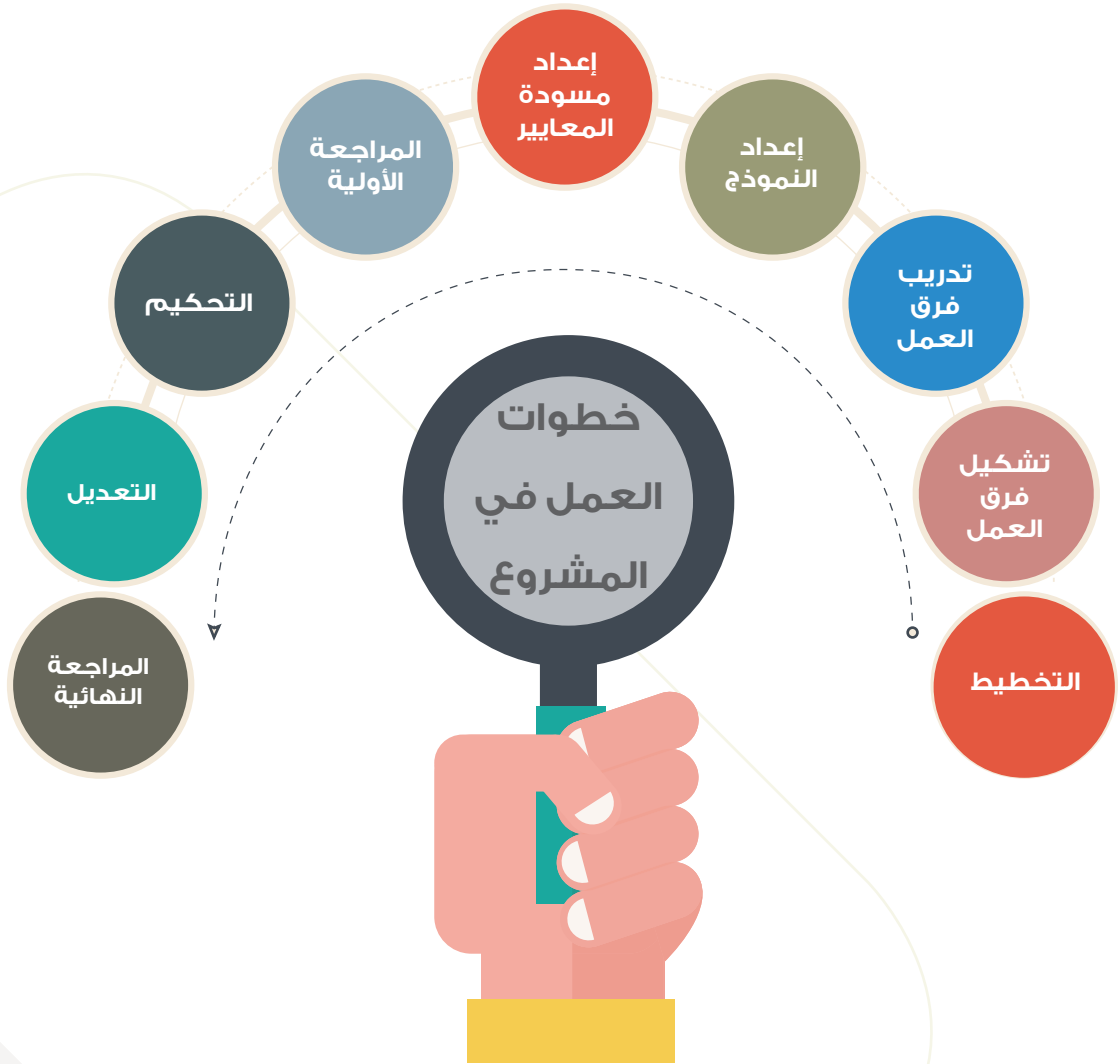 خطوات
العمل في
المشروع
التخطيط
تشكيل
فرق
العمل
تدريب
فرق
العمل
إعداد
النموذج
إعداد
مسودة
المعايير
المراجعة
الأولية
التحكيم
التعديل
المراجعة
النهائية